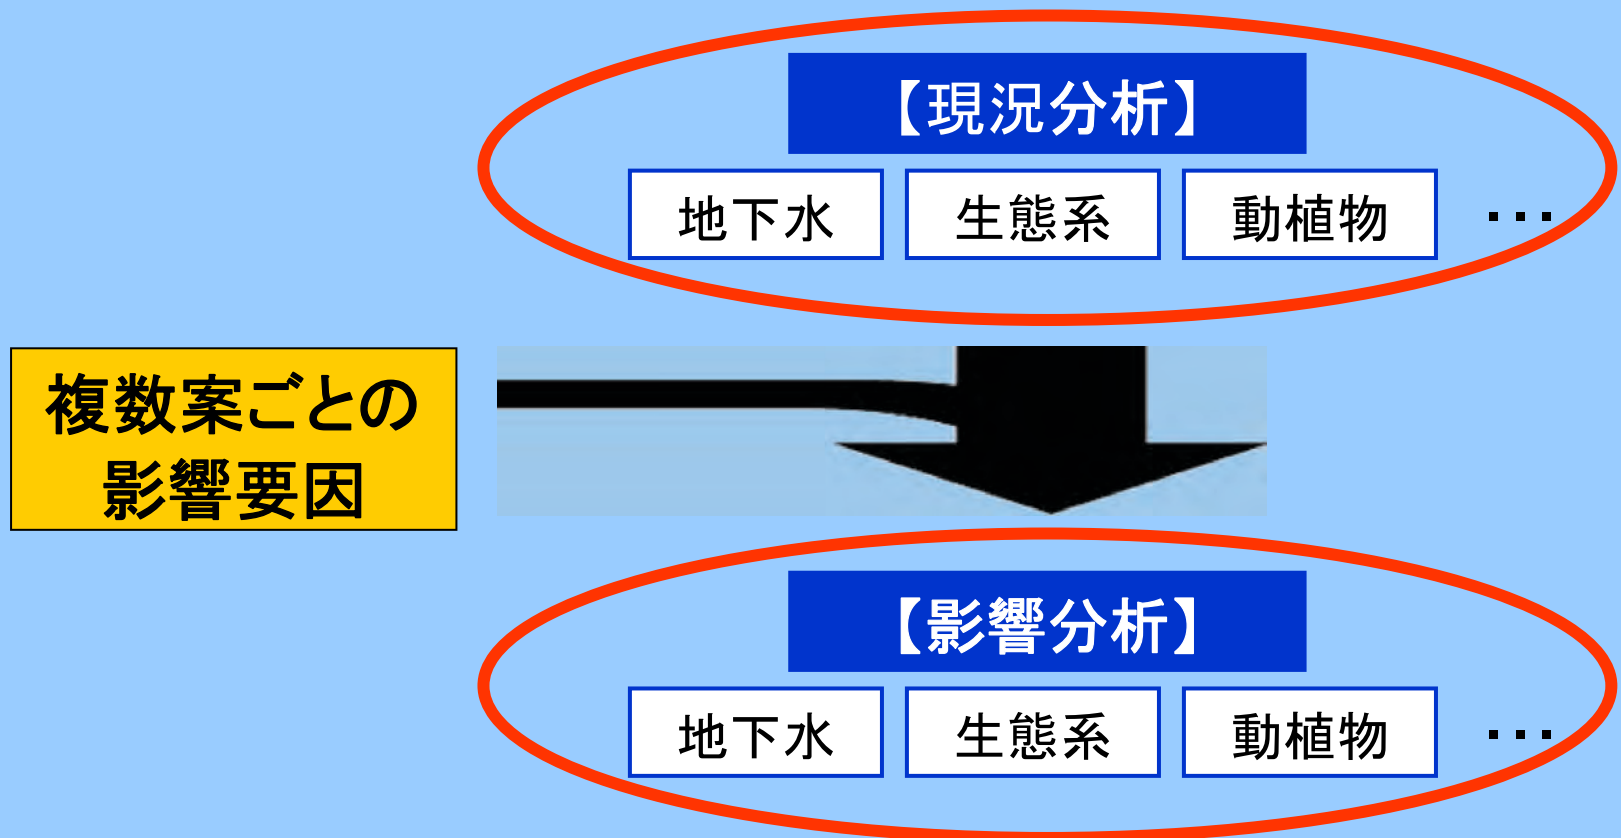 【現況分析】
地下水 生態系 動植物 ・・・
複数案ごとの
影響要因
【影響分析】
地下水 生態系 動植物 ・・・